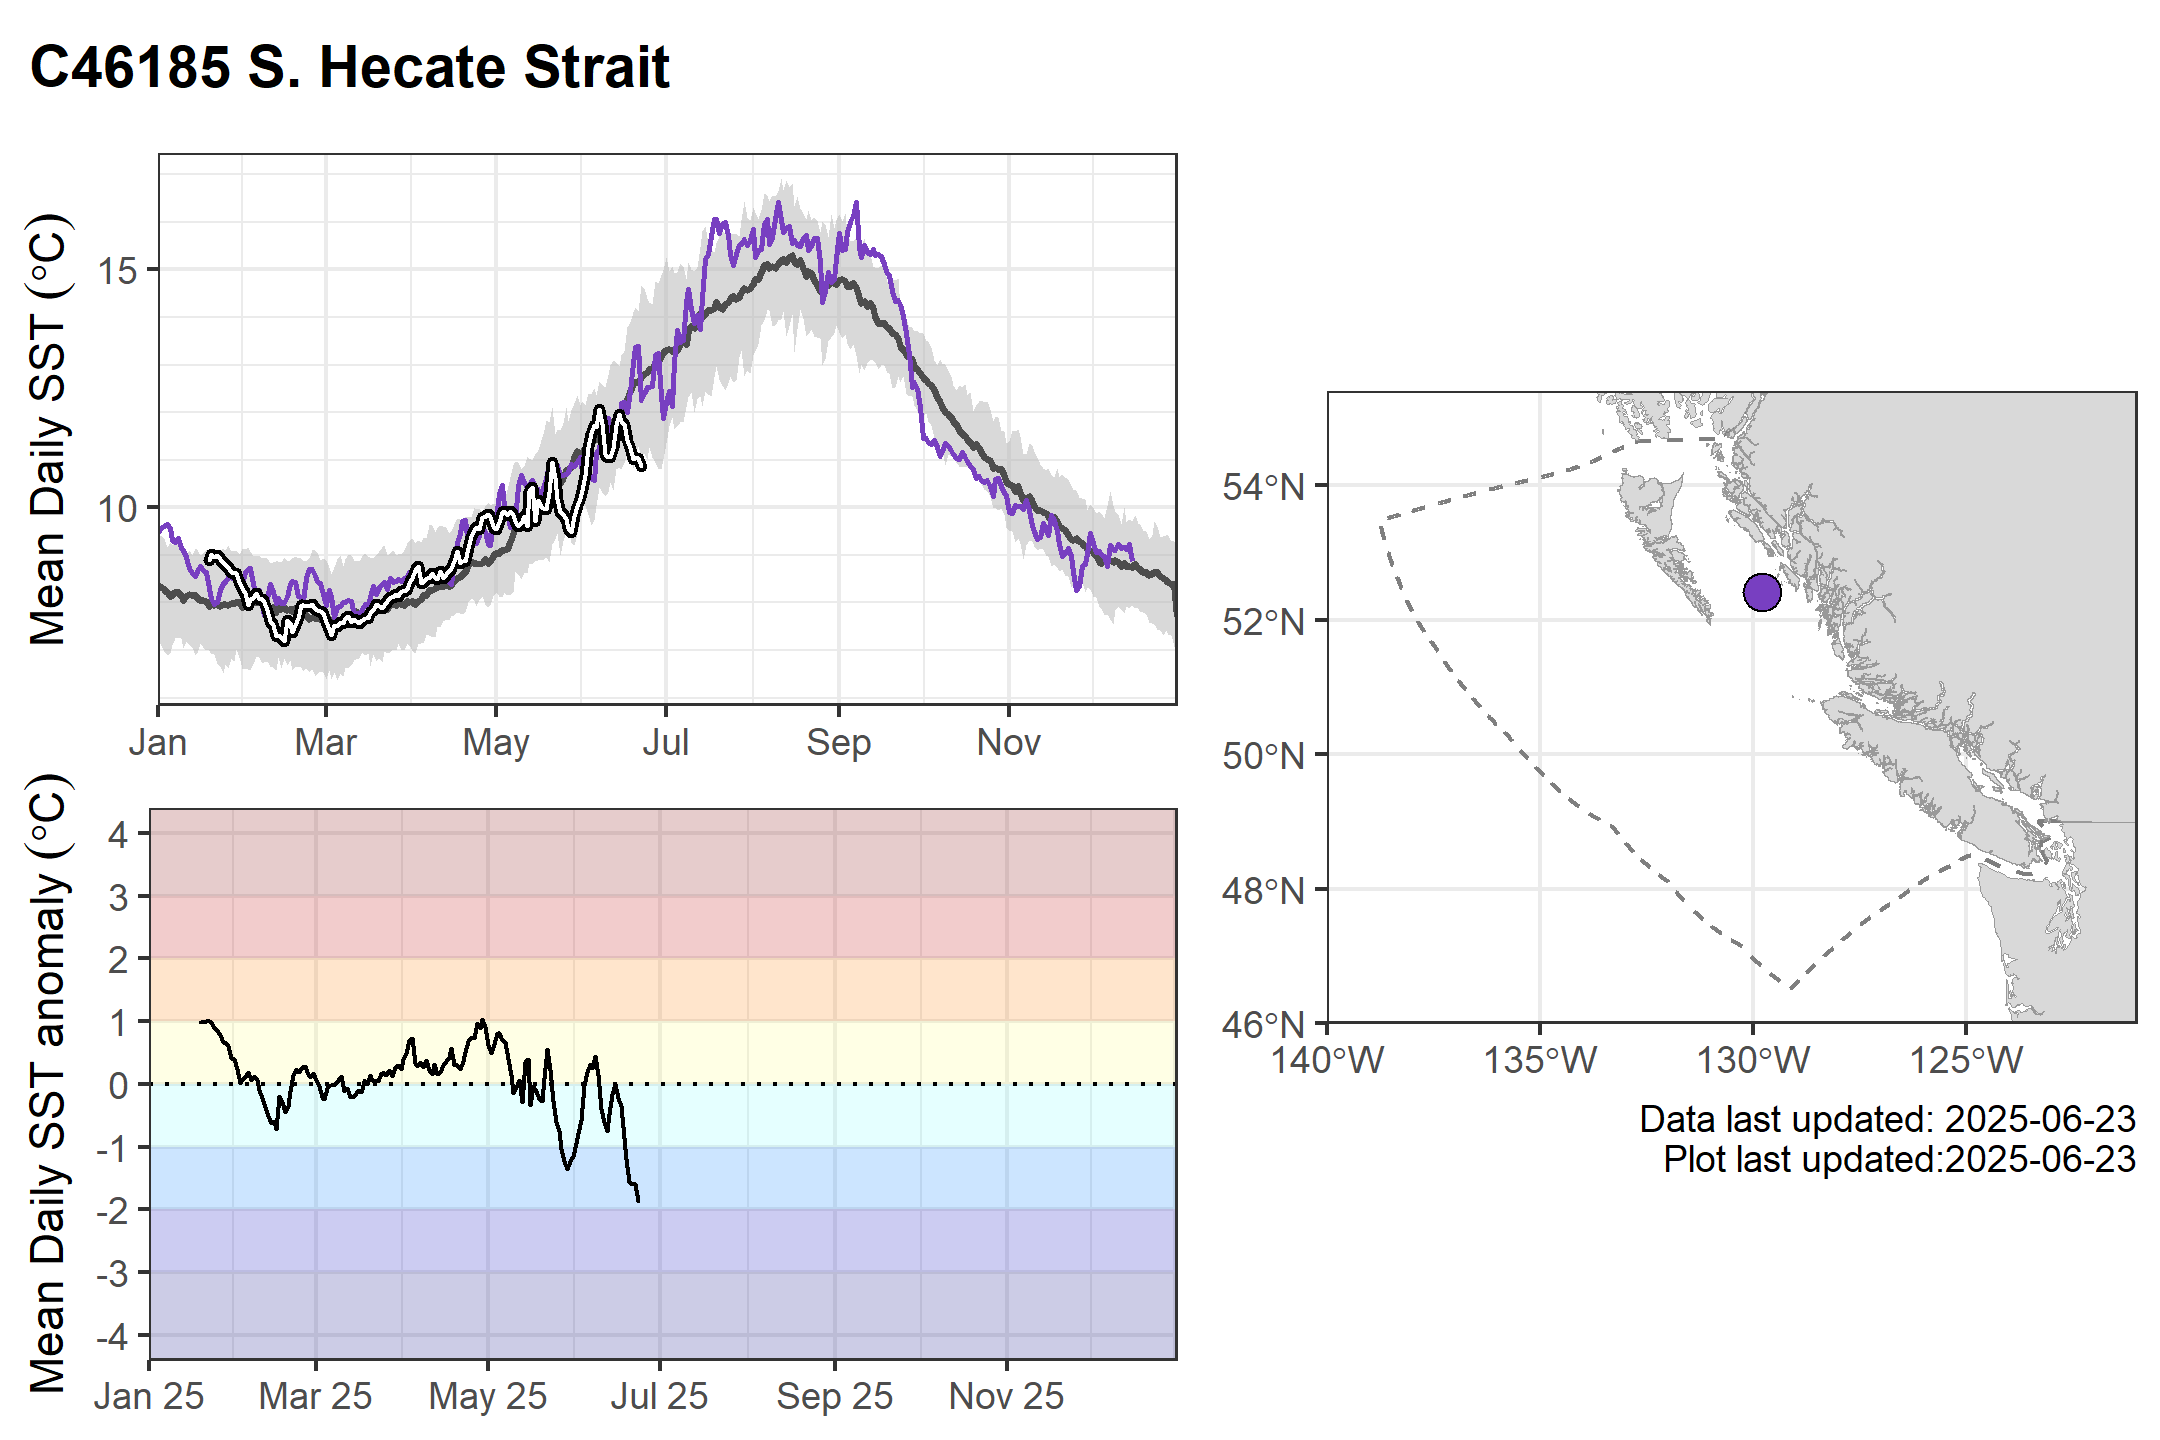 C46185 S. Hecate Strait
Mean Daily SST (°C)
15
10
Jan
Mar
May
Jul
Sep
Nov
Mean Daily SST anomaly (°C)
4
3
2
1
0
-1
-2
-3
-4
Jan 25
Mar 25
May 25
Jul 25
Sep 25
Nov 25
54°N
52°N
50°N
48°N
46°N
140°W
135°W
130°W
125°W
Data last updated: 2025-06-23
Plot last updated:2025-06-23